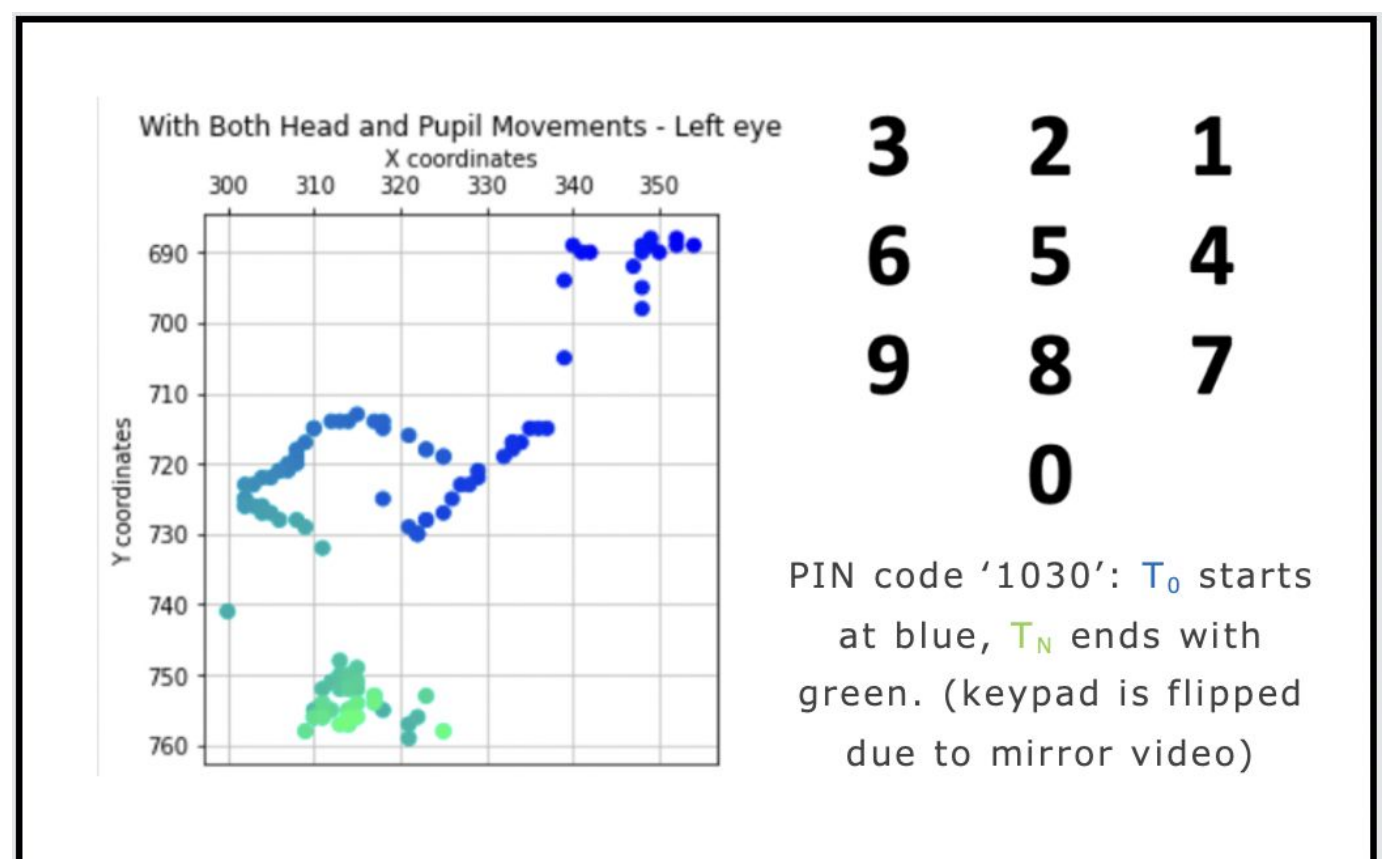 With Both Head and Pupil Movements - Left eye
X coordinates
300 310 320 330 340 350
690
700
710
720
730
740
750
760
Y coordinates
3 2 1
6 5 4
9 8 7
0
PIN code ‘1030’: T₀ starts
at blue, T_N ends with
green. (keypad is flipped
due to mirror video)